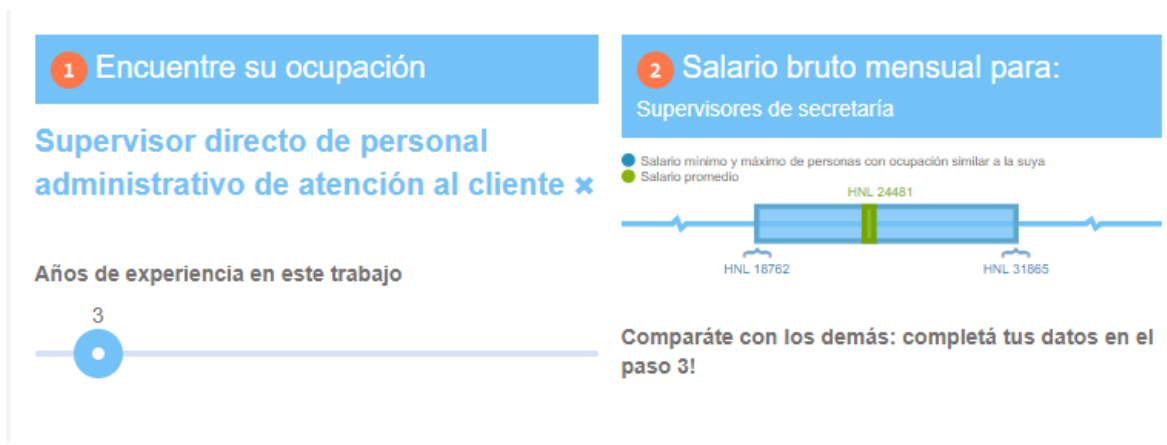 1 Encuentre su ocupación
Supervisor directo de personal
administrativo de atención al cliente ×
Años de experiencia en este trabajo
3
2 Salario bruto mensual para:
Supervisores de secretaría
Salario mínimo y máximo de personas con ocupación similar a la suya
Salario promedio
HNL 24481
HNL 18762
HNL 31865
Comparáte con los demás: completá tus datos en el
paso 3!